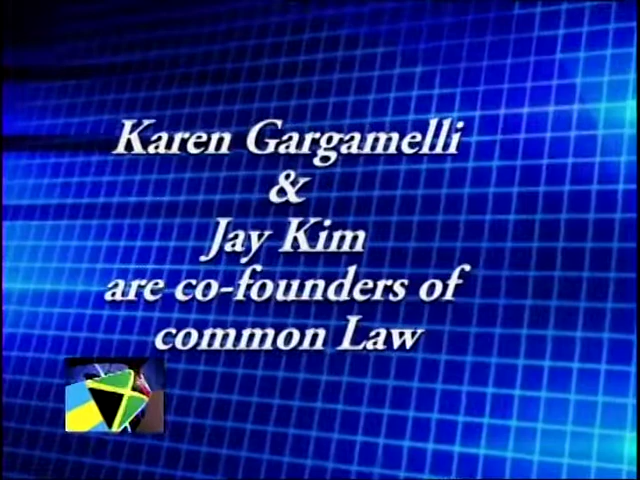 Karen Gargamelli
&
Jay Kim
are co-founders of
common Law